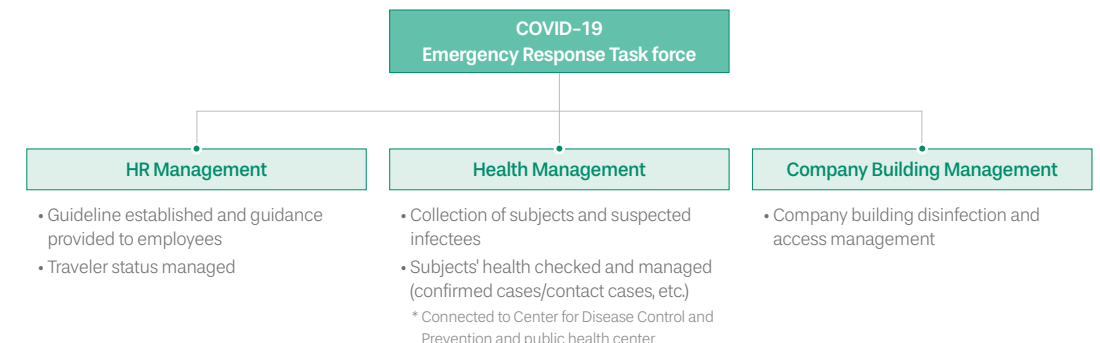 COVID-19
Emergency Response Task force
HR Management
• Guideline established and guidance
provided to employees
• Traveler status managed
Health Management
• Collection of subjects and suspected
infectees
• Subjects' health checked and managed
(confirmed cases/contact cases, etc.)
* Connected to Center for Disease Control and
Prevention and public health center
Company Building Management
• Company building disinfection and
access management